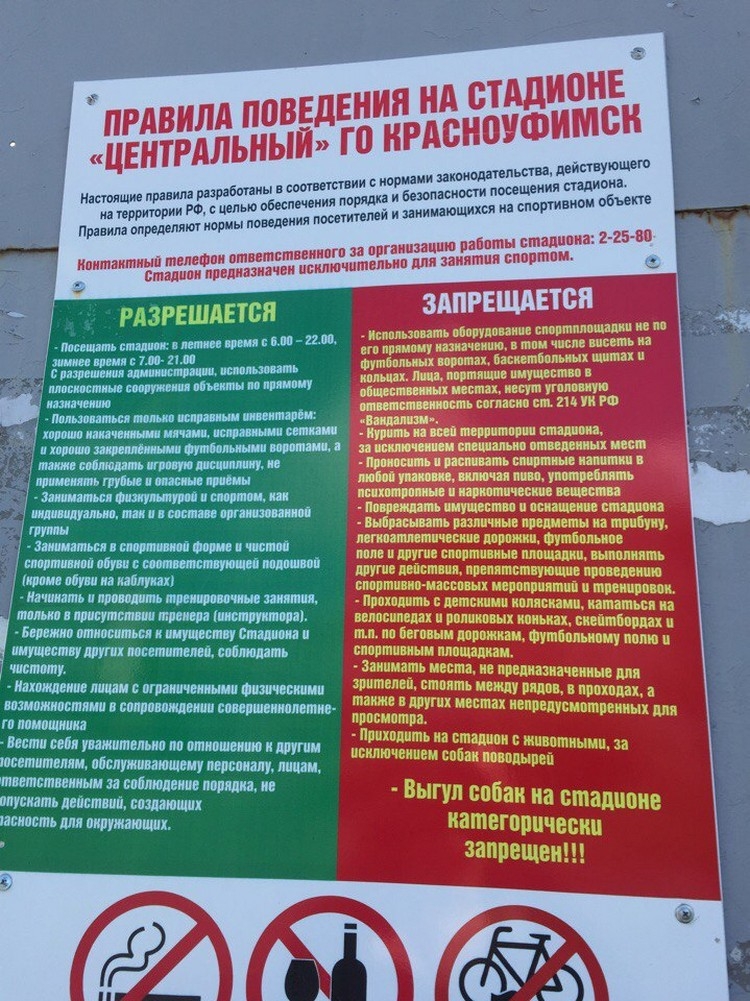 ПРАВИЛА ПОВЕДЕНИЯ НА СТАДИОНЕ
«ЦЕНТРАЛЬНЫЙ» ГО КРАСНОУФИМСК
Настоящие правила разработаны в соответствии с нормами законодательства, действующего
на территории РФ, с целью обеспечения порядка и безопасности посещения стадиона.
Правила определяют нормы поведения посетителей и занимающихся на спортивном объекте
Контактный телефон ответственного за организацию работы стадиона: 2-25-80
Стадион предназначен исключительно для занятия спортом.
РАЗРЕШАЕТСЯ
- Посещать стадион: в летнее время с 6.00 – 22.00,
зимнее время с 7.00- 21.00
С разрешения администрации, использовать
плоскостные сооружения объекты по прямому
назначению
- Пользоваться только исправным инвентарём:
хорошо накаченными мячами, исправными сетками
и хорошо закреплёнными футбольными воротами, а
также соблюдать игровую дисциплину, не
применять грубые и опасные приёмы
- Заниматься физкультурой и спортом, как
индивидуально, так и в составе организованной
группы
- Заниматься в спортивной форме и чистой
спортивной обуви с соответствующей подошвой
(кроме обуви на каблуках)
- Начинать и проводить тренировочные занятия,
только в присутствии тренера (инструктора).
- Бережно относиться к имуществу Стадиона и
имуществу других посетителей, соблюдать
чистоту.
- Нахождение лицам с ограниченными физическими
возможностями в сопровождении совершеннолетне-
го помощника
- Вести себя уважительно по отношению к другим
посетителям, обслуживающему персоналу, лицам,
ответственным за соблюдение порядка, не
опускать действий, создающих
пасность для окружающих.
ЗАПРЕЩАЕТСЯ
- Использовать оборудование спортплощадки не по
его прямому назначению, в том числе висеть на
футбольных воротах, баскетбольных щитах и
кольцах. Лица, портящие имущество в
общественных местах, несут уголовную
ответственность согласно ст. 214 УК РФ
«Вандализм».
- Курить на всей территории стадиона,
за исключением специально отведенных мест
- Проносить и распивать спиртные напитки в
любой упаковке, включая пиво, употреблять
психотропные и наркотические вещества
- Повреждать имущество и оснащение стадиона
- Выбрасывать различные предметы на трибуну,
легкоатлетические дорожки, футбольное
поле и другие спортивные площадки, выполнять
другие действия, препятствующие проведению
спортивно-массовых мероприятий и тренировок.
- Проходить с детскими колясками, кататься на
велосипедах и роликовых коньках, скейтбордах и
т.п. по беговым дорожкам, футбольному полю и
спортивным площадкам.
- Занимать места, не предназначенные для
зрителей, стоять между рядов, в проходах, а
также в других местах непредусмотренных для
просмотра.
- Приходить на стадион с животными, за
исключением собак поводырей
- Выгул собак на стадионе
категорически
запрещен!!!